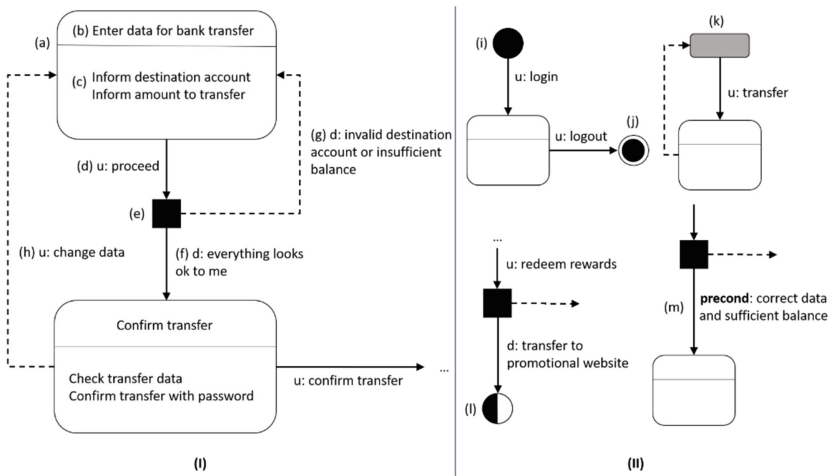 (a)
(b) Enter data for bank transfer
(c) Inform destination account
Inform amount to transfer
(d) u: proceed
(g) d: invalid destination
account or insufficient
balance
(e)
(h) u: change data
(f) d: everything looks
ok to me
Confirm transfer
Check transfer data
Confirm transfer with password
u: confirm transfer
...
(I)
(i)
u: login
u: logout
(j)
(k)
u: transfer
...
u: redeem rewards
d: transfer to
promotional website
(l)
(m)
precond: correct data
and sufficient balance
(II)